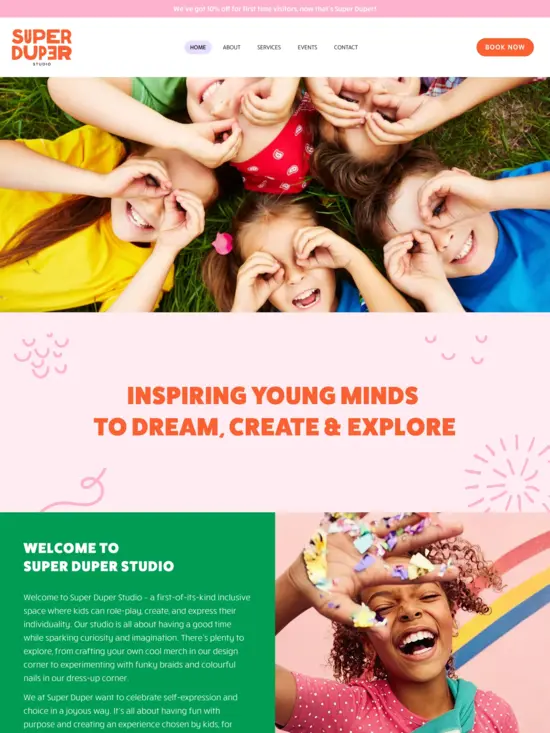 We've got 10% off for first time visitors, now that's Super Duper!
SUPER
DUPER
STUDIO
HOME
ABOUT
SERVICES
EVENTS
CONTACT
BOOK NOW
INSPIRING YOUNG MINDS
TO DREAM, CREATE & EXPLORE
WELCOME TO
SUPER DUPER STUDIO
Welcome to Super Duper Studio – a first-of-its-kind inclusive
space where kids can role-play, create, and express their
individuality. Our studio is all about having a good time
while sparking curiosity and imagination. There's plenty to
explore, from crafting your own cool merch in our design
corner to experimenting with funky braids and colourful
nails in our dress-up corner.
We at Super Duper want to celebrate self-expression and
choice in a joyous way. It's all about having fun with
purpose and creating an experience chosen by kids, for